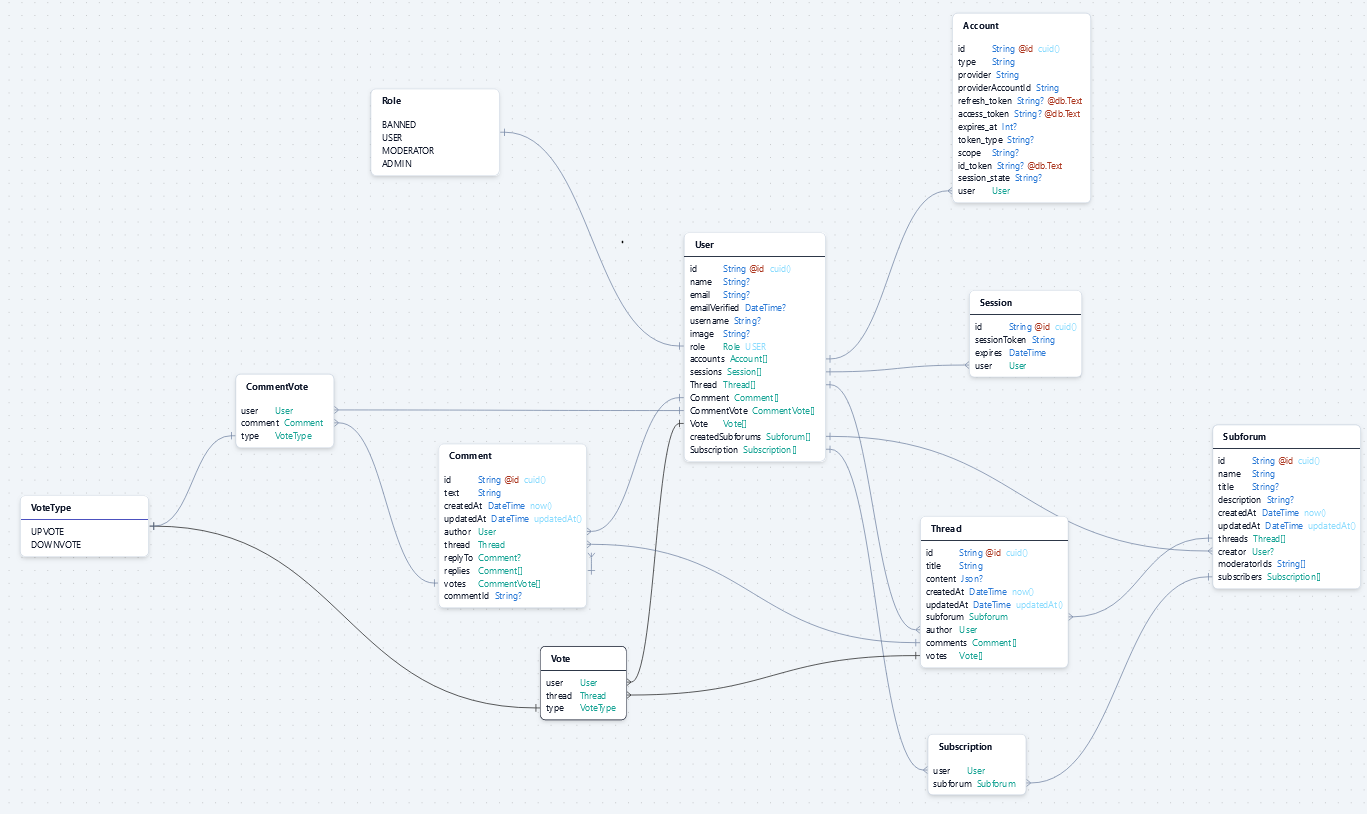 Account
id String @id cuid()
type String
provider String
providerAccountId String
refresh_token String? @db.Text
access_token String? @db.Text
expires_at Int?
token_type String?
scope String?
id_token String? @db.Text
session_state String?
user User
Role
BANNED
USER
MODERATOR
ADMIN
User
id String @id cuid()
name String?
email String?
emailVerified DateTime?
username String?
image String?
role Role USER
accounts Account[]
sessions Session[]
Thread Thread[]
Comment Comment[]
CommentVote CommentVote[]
Vote Vote[]
createdSubforums Subforum[]
Subscription Subscription[]
Session
id String @id cuid()
sessionToken String
expires DateTime
user User
CommentVote
user User
comment Comment
type VoteType
Comment
id String @id cuid()
text String
createdAt DateTime now()
updatedAt DateTime updatedAt()
author User
thread Thread
replyTo Comment?
replies Comment[]
votes CommentVote[]
commentId String?
VoteType
UPVOTE
DOWNVOTE
Subforum
id String @id cuid()
name String
title String?
description String?
createdAt DateTime now()
updatedAt DateTime updatedAt()
threads Thread[]
creator User?
moderatorIds String[]
subscribers Subscription[]
Thread
id String @id cuid()
title String
content Json?
createdAt DateTime now()
updatedAt DateTime updatedAt()
subforum Subforum
author User
comments Comment[]
votes Vote[]
Vote
user User
thread Thread
type VoteType
Subscription
user User
subforum Subforum